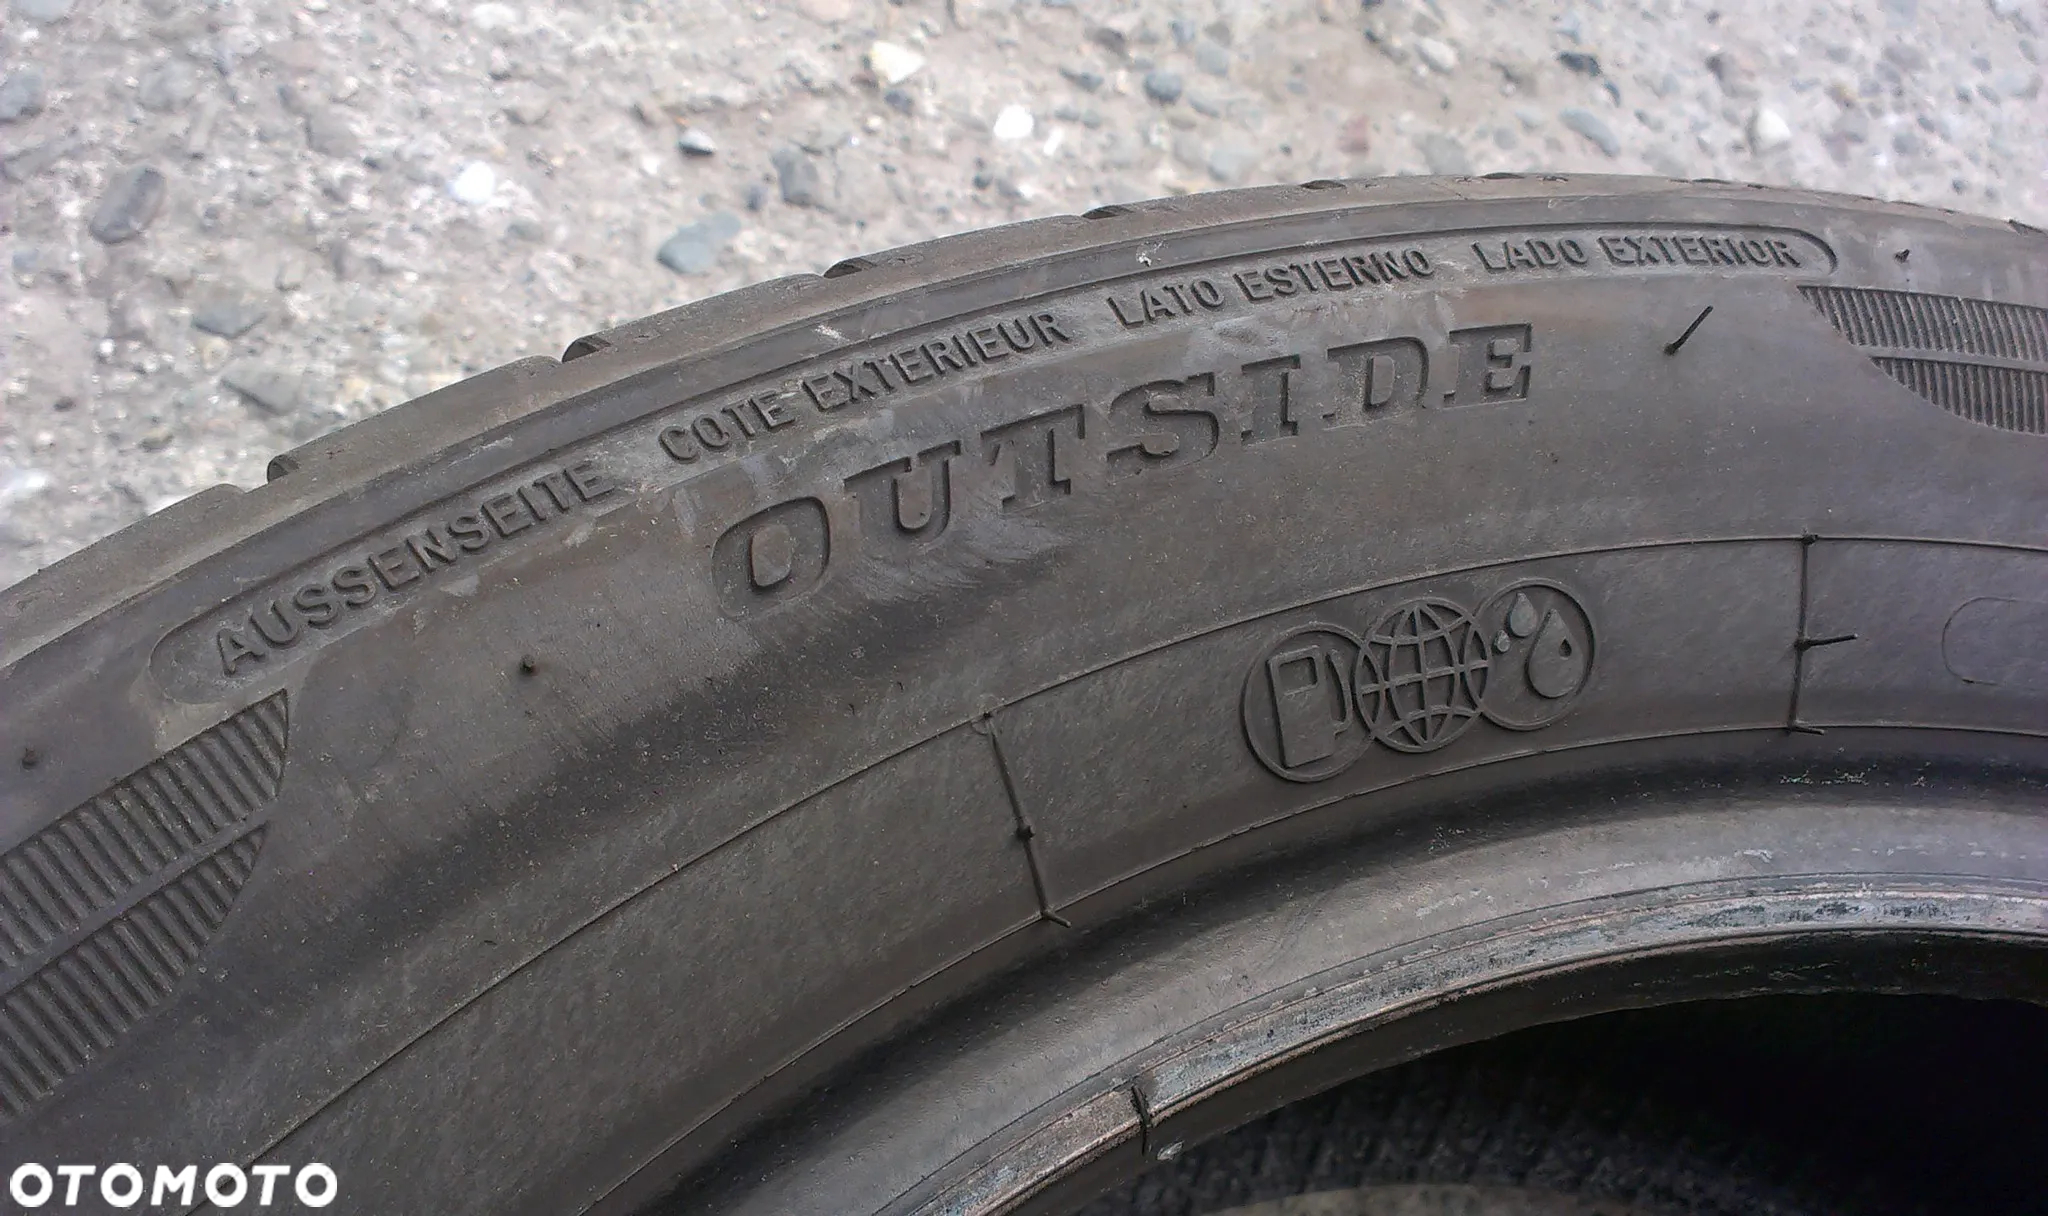 AUSSENSEITE COTE EXTERIEUR LATO ESTERNO LADO EXTERIOR
OUTSIDE
OTOMOTO